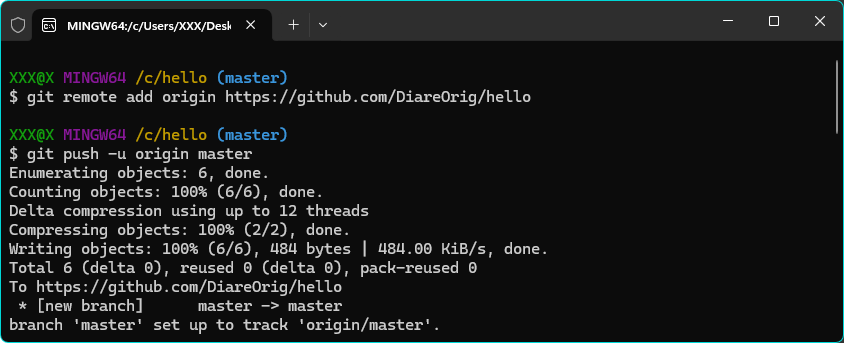 MINGW64:/c/Users/XXX/Desk
XXX@X MINGW64 /c/hello (master)
$ git remote add origin https://github.com/DiareOrig/hello
XXX@X MINGW64 /c/hello (master)
$ git push -u origin master
Enumerating objects: 6, done.
Counting objects: 100% (6/6), done.
Delta compression using up to 12 threads
Compressing objects: 100% (2/2), done.
Writing objects: 100% (6/6), 484 bytes | 484.00 KiB/s, done.
Total 6 (delta 0), reused 0 (delta 0), pack-reused 0
To https://github.com/DiareOrig/hello
 * [new branch]      master -> master
branch 'master' set up to track 'origin/master'.